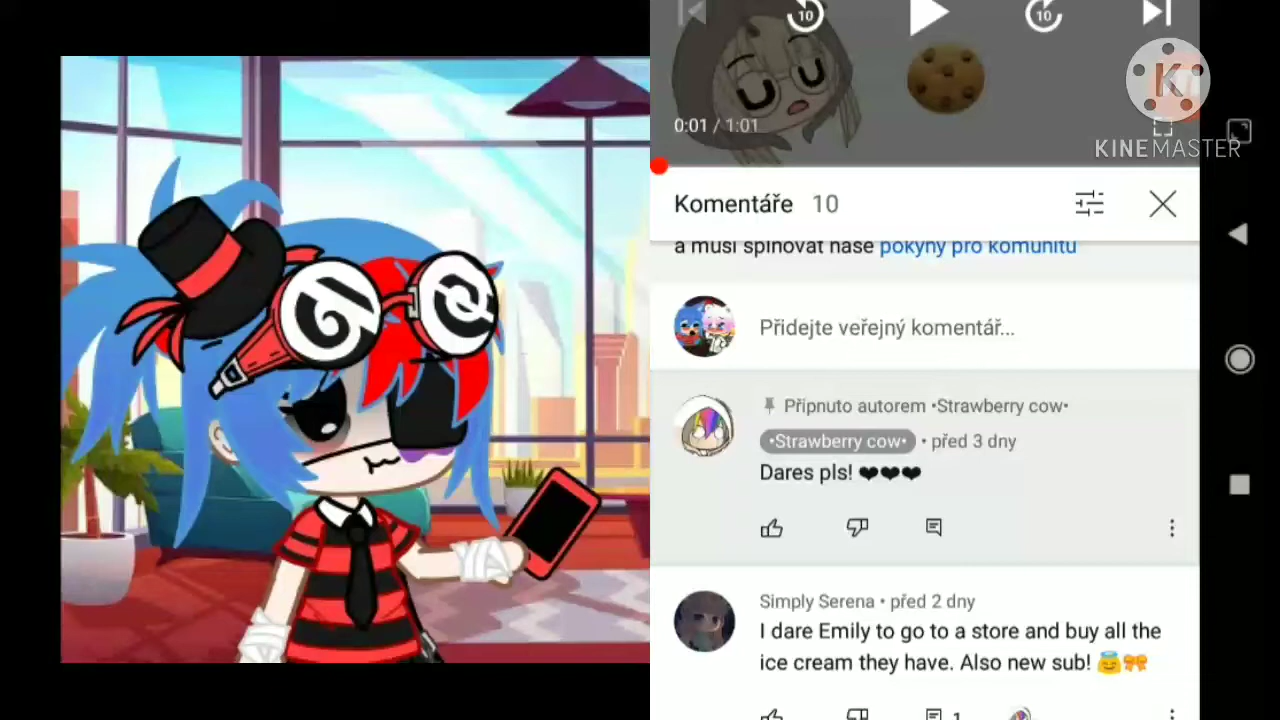 10
10
0:01 / 1:01
K
KINEMASTER
Komentáře 10
a musí splňovat naše pokyny pro komunitu
Přidejte veřejný komentář...
Připnuto autorem •Strawberry cow•
•Strawberry cow• • před 3 dny
Dares pls! ❤❤❤
Simply Serena • před 2 dny
I dare Emily to go to a store and buy all the
ice cream they have. Also new sub! 😇🎀
1